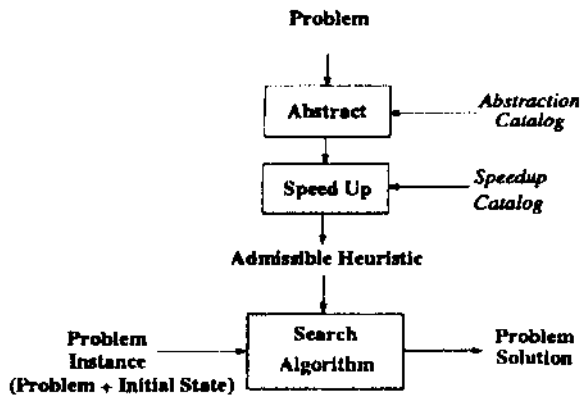 Problem
Abstract
Abstraction
Catalog
Speed Up
Speedup
Catalog
Admissible Heuristic
Problem
Instance
(Problem + Initial State)
Search
Algorithm
Problem
Solution